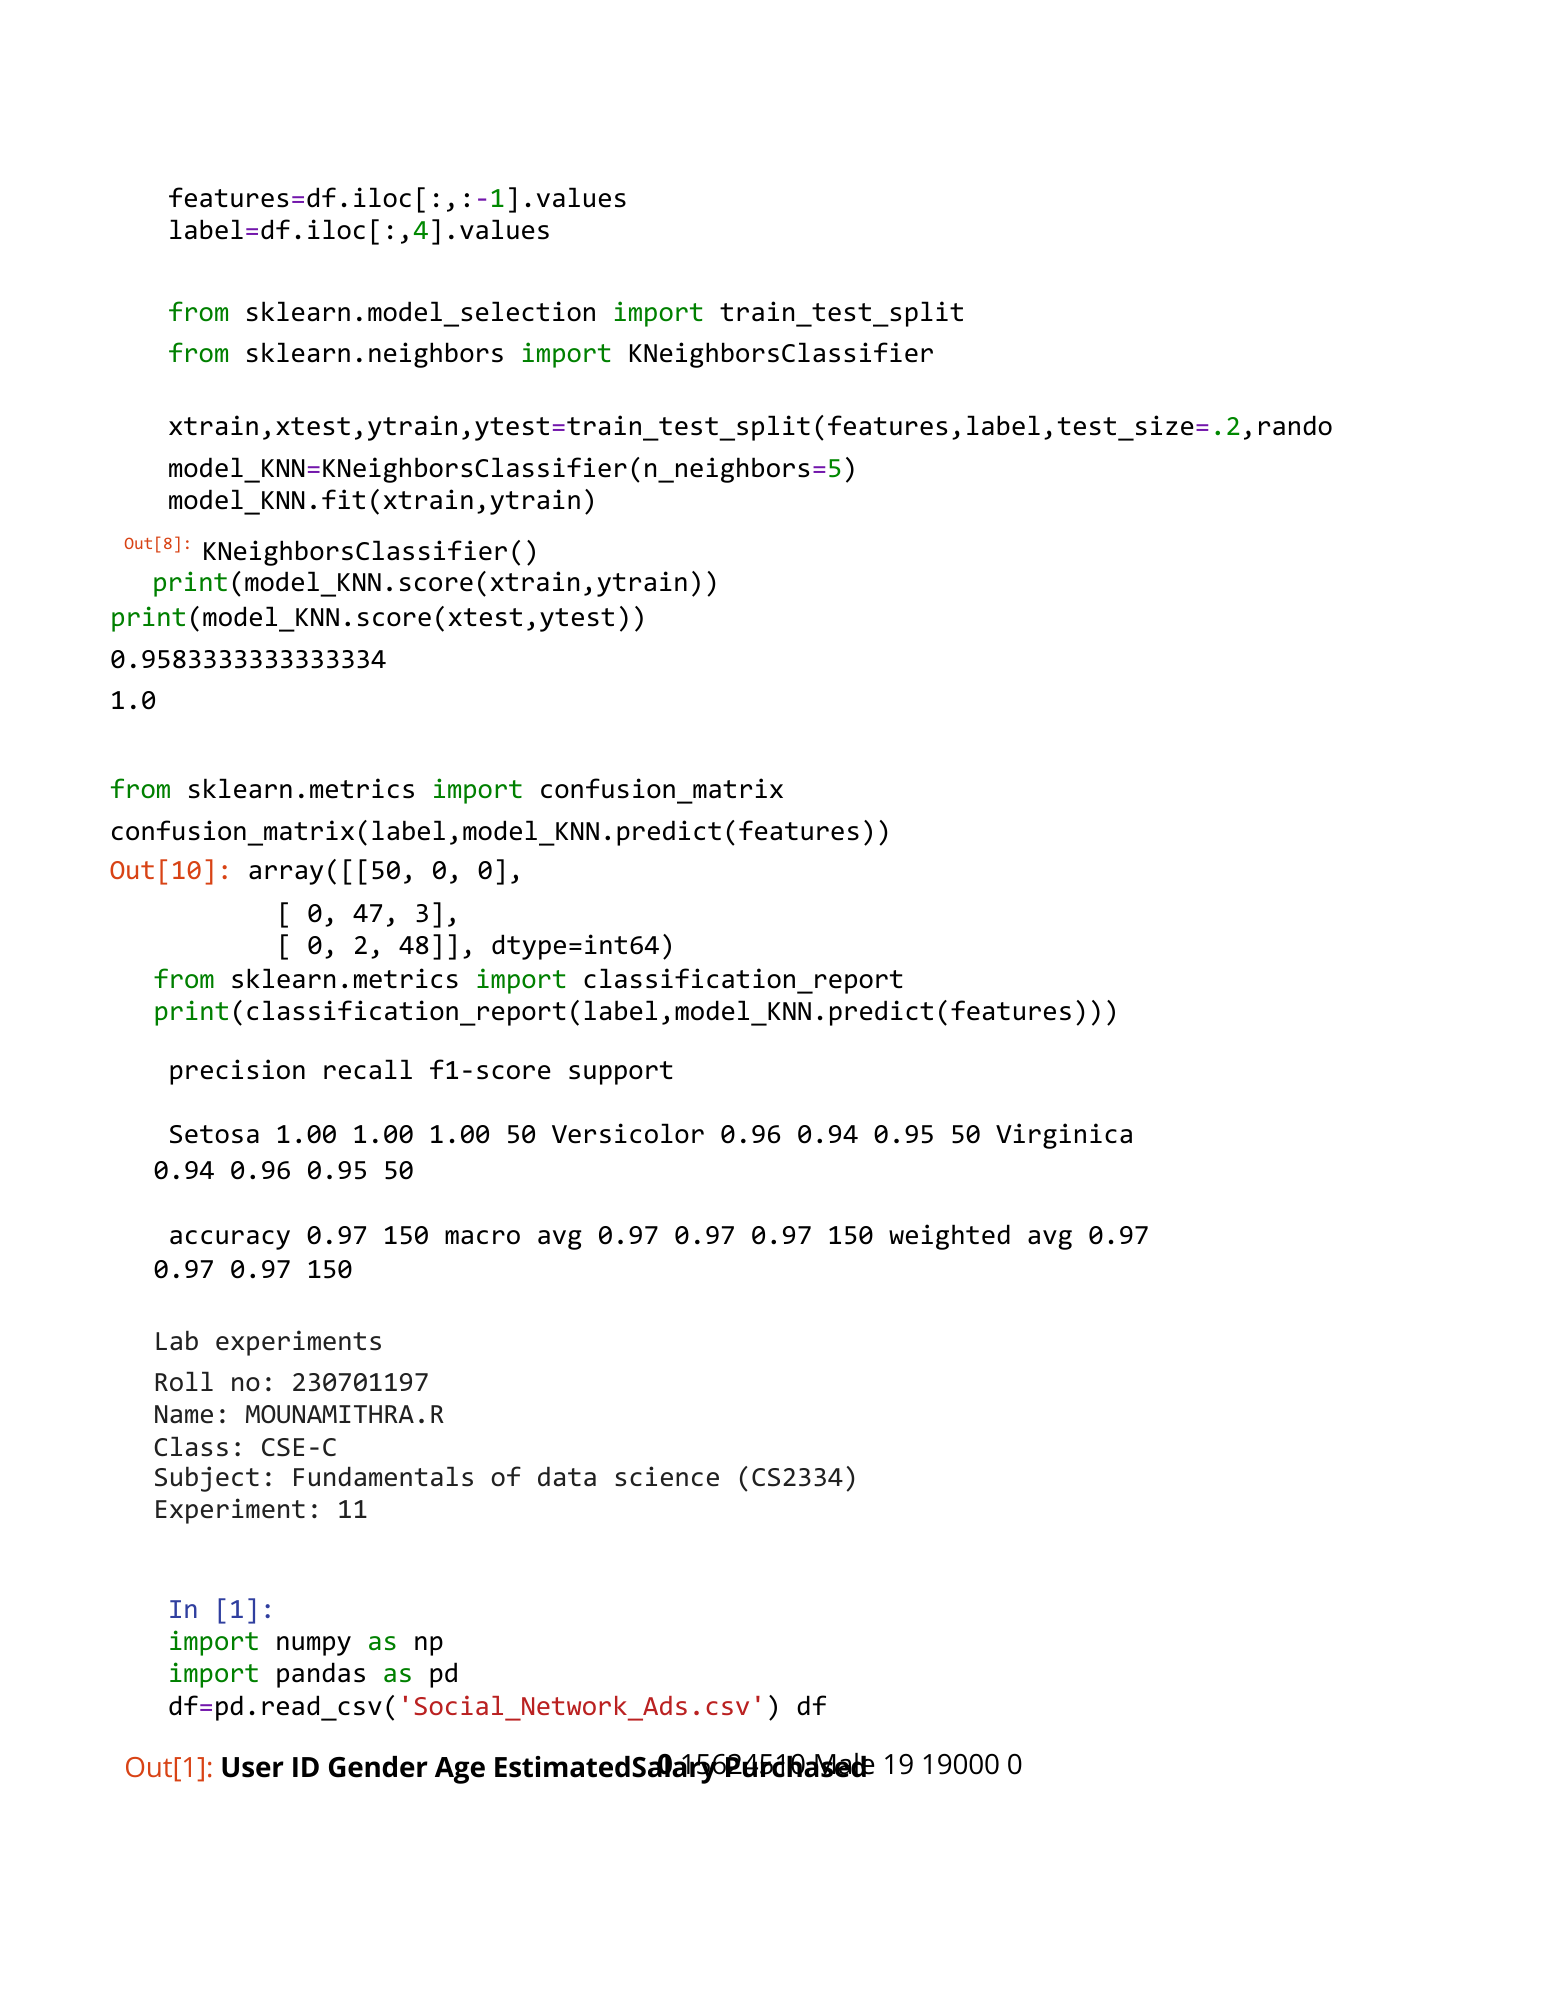 features=df.iloc[:,:-1].values
label=df.iloc[:,4].values
from sklearn.model_selection import train_test_split
from sklearn.neighbors import KNeighborsClassifier
xtrain,xtest,ytrain,ytest=train_test_split(features,label,test_size=.2,rando
model_KNN=KNeighborsClassifier(n_neighbors=5)
model_KNN.fit(xtrain,ytrain)
Out[8]: KNeighborsClassifier()
print(model_KNN.score(xtrain,ytrain))
print(model_KNN.score(xtest,ytest))
0.9583333333333334
1.0
from sklearn.metrics import confusion_matrix
confusion_matrix(label,model_KNN.predict(features))
Out[10]: array([[50, 0, 0],
[ 0, 47, 3],
[ 0, 2, 48]], dtype=int64)
from sklearn.metrics import classification_report
print(classification_report(label,model_KNN.predict(features)))
precision recall f1-score support
Setosa 1.00 1.00 1.00 50 Versicolor 0.96 0.94 0.95 50 Virginica
0.94 0.96 0.95 50
accuracy 0.97 150 macro avg 0.97 0.97 0.97 150 weighted avg 0.97
0.97 0.97 150
Lab experiments
Roll no: 230701197
Name: MOUNAMITHRA.R
Class: CSE-C
Subject: Fundamentals of data science (CS2334)
Experiment: 11
In [1]:
import numpy as np
import pandas as pd
df=pd.read_csv('Social_Network_Ads.csv') df
Out[1]: User ID Gender Age EstimatedSalary Purchased 0 15624510 Male 19 19000 0